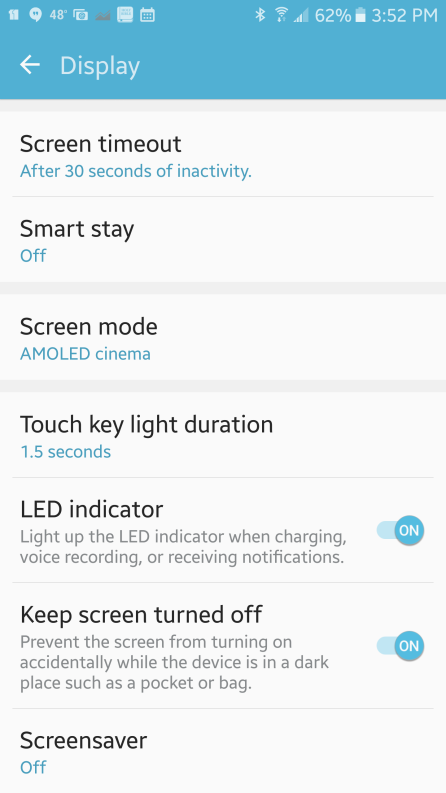 48° 62% 3:52 PM
Display
Screen timeout
After 30 seconds of inactivity.
Smart stay
Off
Screen mode
AMOLED cinema
Touch key light duration
1.5 seconds
LED indicator
Light up the LED indicator when charging,
voice recording, or receiving notifications.
ON
Keep screen turned off
Prevent the screen from turning on
accidentally while the device is in a dark
place such as a pocket or bag.
ON
Screensaver
Off